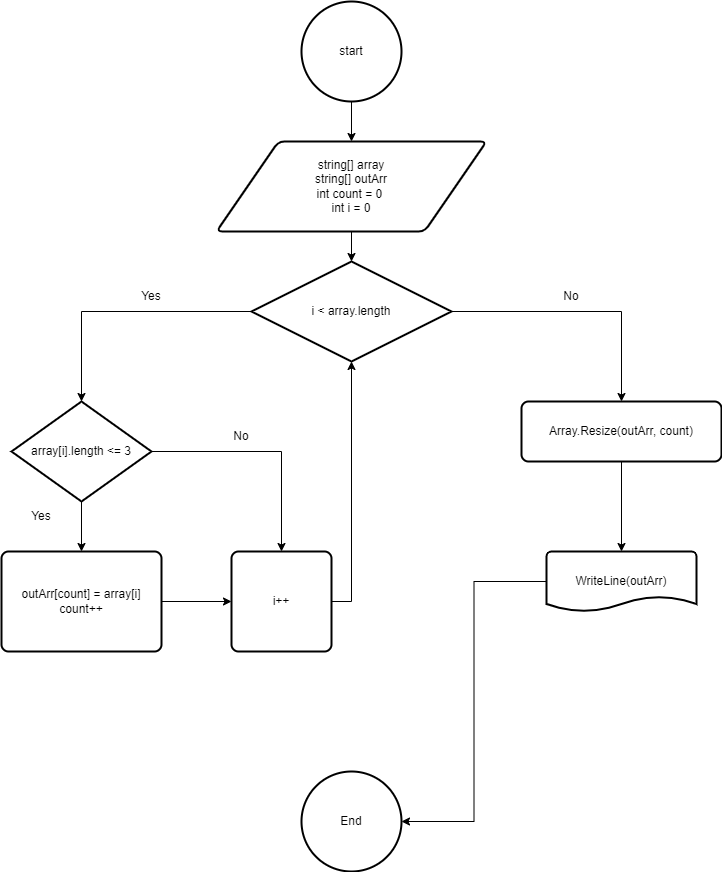 start
string[] array
string[] outArr
int count = 0
int i = 0
i < array.length
Yes
No
array[i].length <= 3
No
Yes
outArr[count] = array[i]
count++
i++
Array.Resize(outArr, count)
WriteLine(outArr)
End